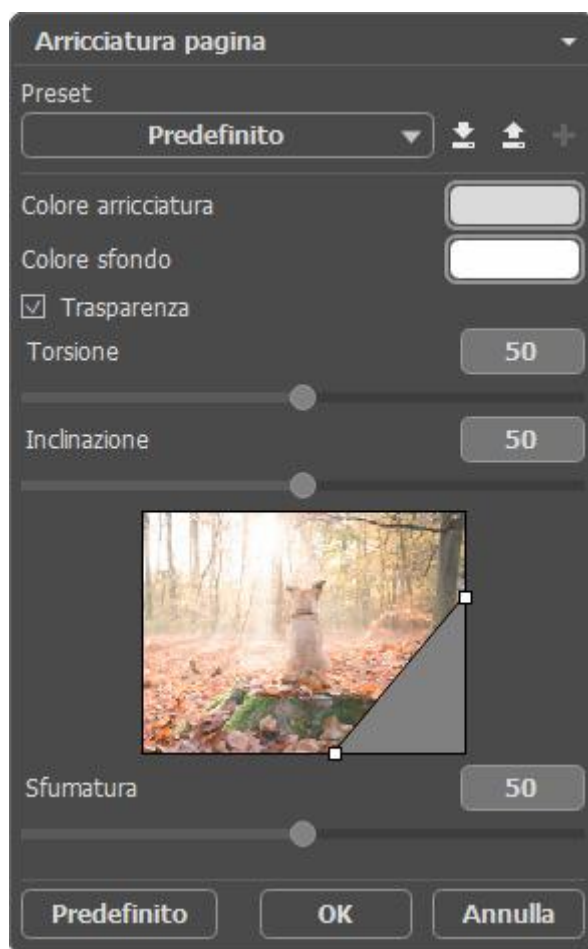 Arricciatura pagina
Preset
Predefinito
Colore arricciatura
Colore sfondo
Trasparenza
Torsione 50
Inclinazione 50
Sfumatura 50
Predefinito OK Annulla